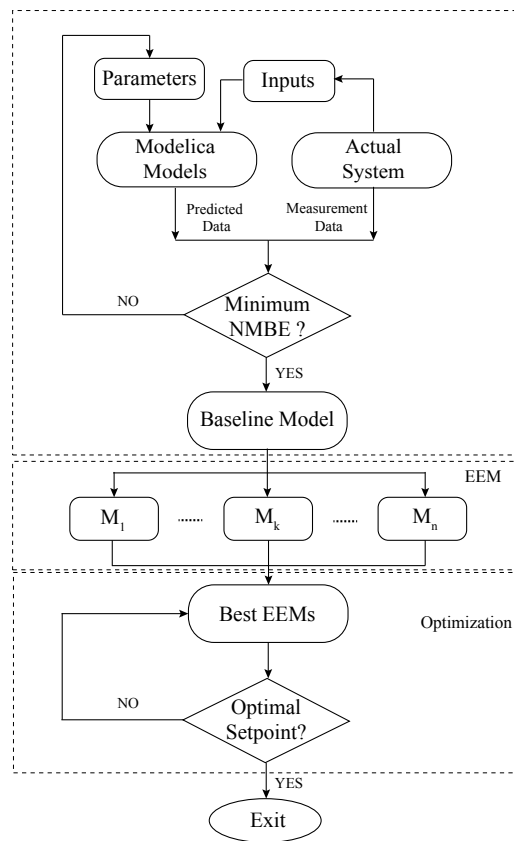 Parameters
Inputs
Modelica
Models
Actual
System
Predicted
Data
Measurement
Data
Minimum
NMBE ?
NO
YES
Baseline Model
EEM
M1
......
Mk
......
Mn
Best EEMs
Optimization
NO
Optimal
Setpoint?
YES
Exit